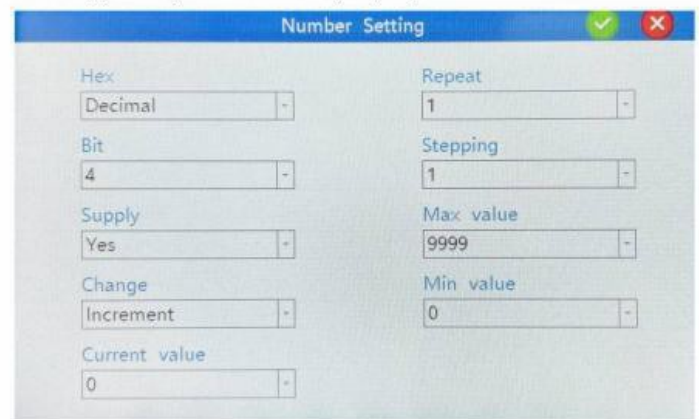 Number Setting
Hex
Decimal
Repeat
1
Bit
4
Stepping
1
Supply
Yes
Max value
9999
Change
Increment
Min value
0
Current value
0